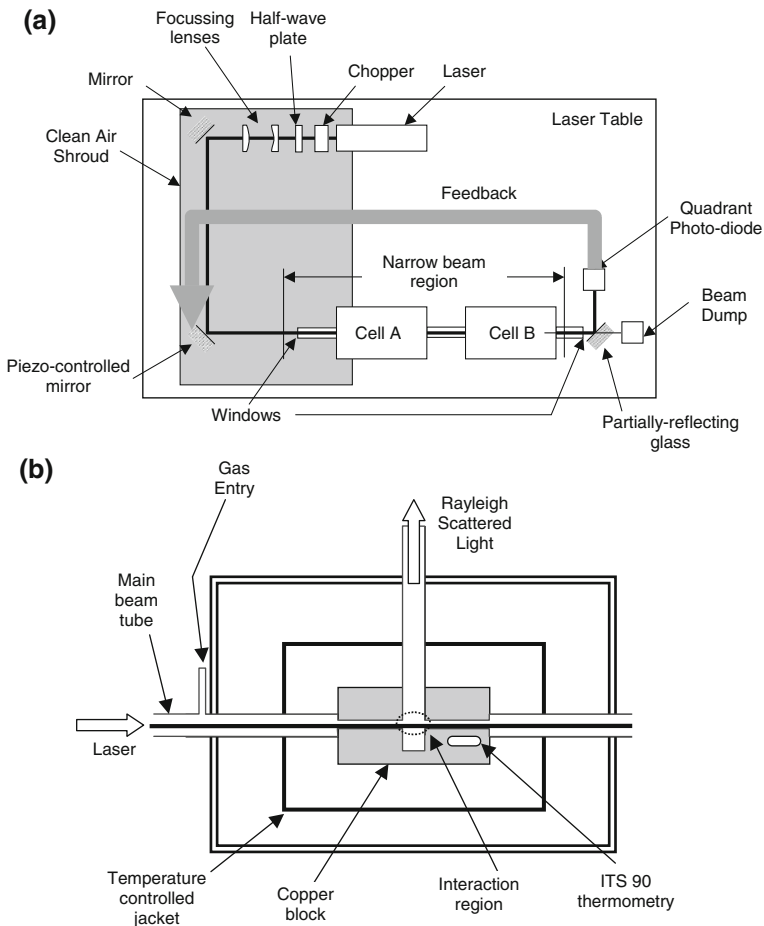 (a)
Focussing
lenses
Half-wave
plate
Mirror
Chopper
Laser
Clean Air
Shroud
Laser Table
Feedback
Quadrant
Photo-diode
Narrow beam
region
Beam
Dump
Cell A
Cell B
Piezo-controlled
mirror
Windows
Partially-reflecting
glass
(b)
Gas
Entry
Rayleigh
Scattered
Light
Main
beam
tube
Laser
Temperature
controlled
jacket
Copper
block
Interaction
region
ITS 90
thermometry